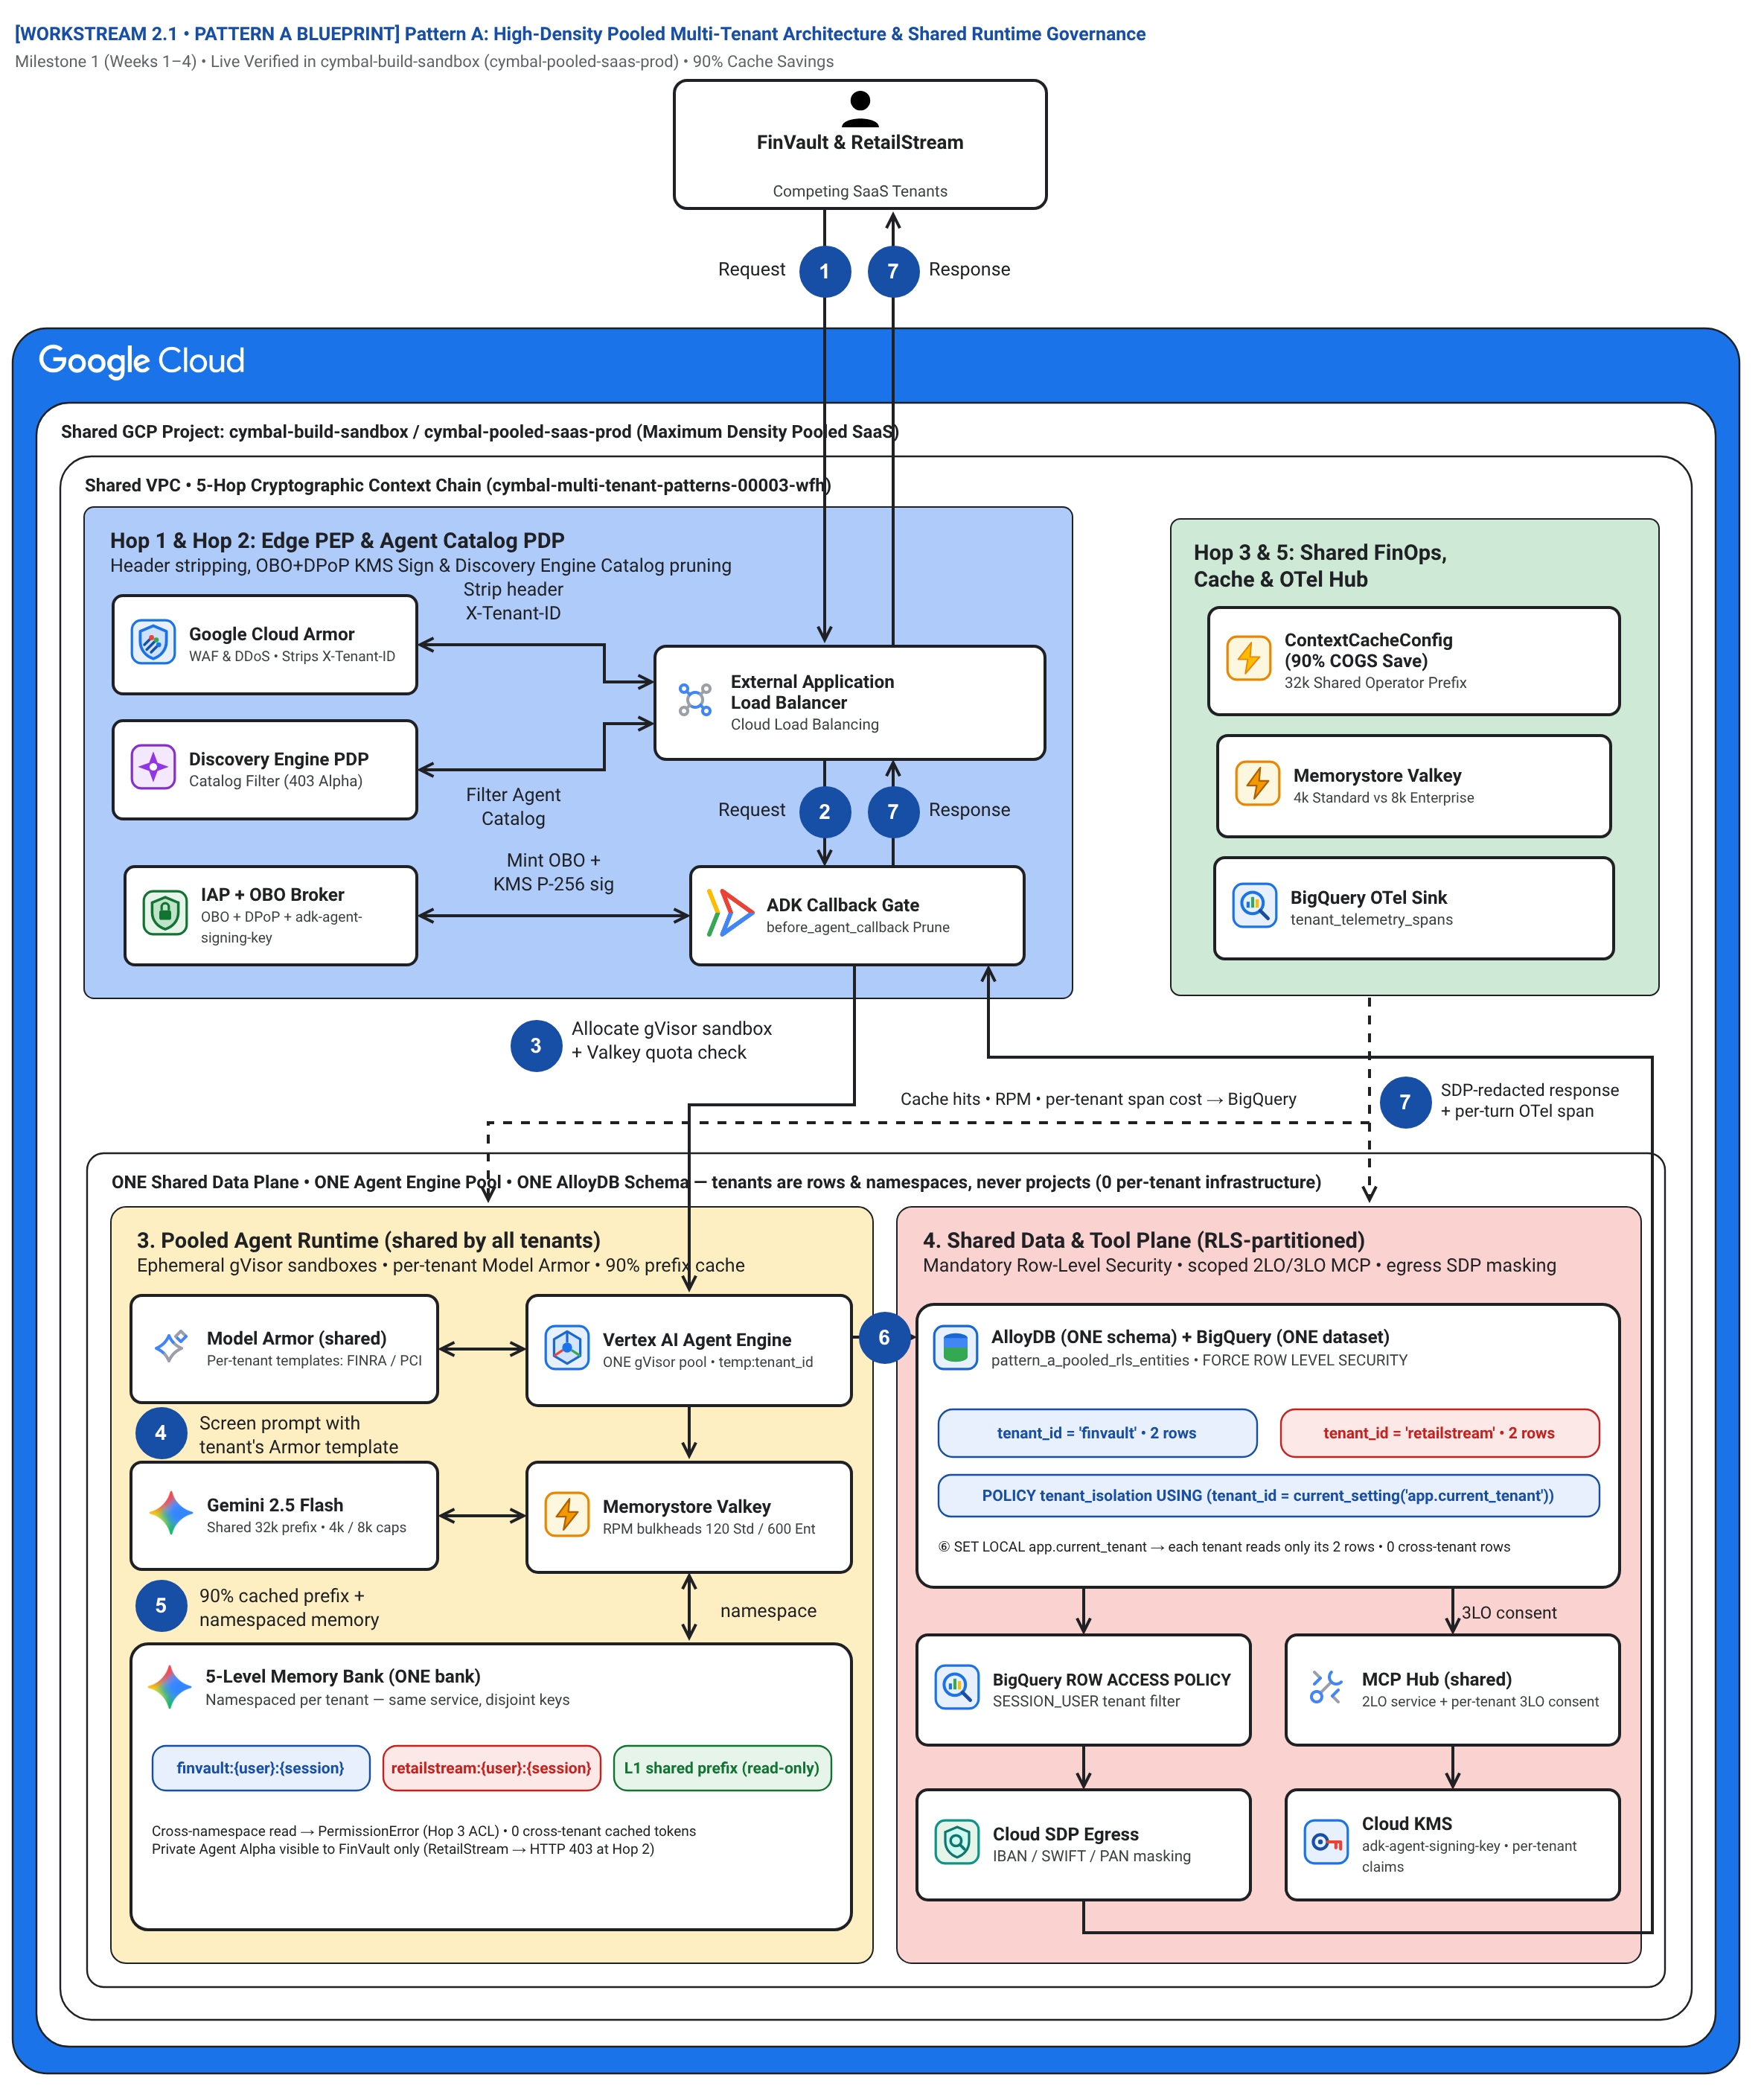 [WORKSTREAM 2.1 • PATTERN A BLUEPRINT] Pattern A: High-Density Pooled Multi-Tenant Architecture & Shared Runtime Governance
Milestone 1 (Weeks 1–4) • Live Verified in cymbal-build-sandbox (cymbal-pooled-saas-prod) • 90% Cache Savings
FinVault & RetailStream
Competing SaaS Tenants
Request
1
7
Response
Google Cloud
Shared GCP Project: cymbal-build-sandbox / cymbal-pooled-saas-prod (Maximum Density Pooled SaaS)
Shared VPC • 5-Hop Cryptographic Context Chain (cymbal-multi-tenant-patterns-00003-wfh)
Hop 1 & Hop 2: Edge PEP & Agent Catalog PDP
Header stripping, OBO+DPoP KMS Sign & Discovery Engine Catalog pruning
Strip header
X-Tenant-ID
Google Cloud Armor
WAF & DDoS • Strips X-Tenant-ID
External Application
Load Balancer
Cloud Load Balancing
Discovery Engine PDP
Catalog Filter (403 Alpha)
Filter Agent
Catalog
Request
2
7
Response
Mint OBO +
KMS P-256 sig
IAP + OBO Broker
OBO + DPoP + adk-agent-
signing-key
ADK Callback Gate
before_agent_callback Prune
Hop 3 & 5: Shared FinOps,
Cache & OTel Hub
ContextCacheConfig
(90% COGS Save)
32k Shared Operator Prefix
Memorystore Valkey
4k Standard vs 8k Enterprise
BigQuery OTel Sink
tenant_telemetry_spans
3
Allocate gVisor sandbox
+ Valkey quota check
Cache hits • RPM • per-tenant span cost → BigQuery
7
SDP-redacted response
+ per-turn OTel span
ONE Shared Data Plane • ONE Agent Engine Pool • ONE AlloyDB Schema — tenants are rows & namespaces, never projects (0 per-tenant infrastructure)
3. Pooled Agent Runtime (shared by all tenants)
Ephemeral gVisor sandboxes • per-tenant Model Armor • 90% prefix cache
Model Armor (shared)
Per-tenant templates: FINRA / PCI
Vertex AI Agent Engine
ONE gVisor pool • temp:tenant_id
4
Screen prompt with
tenant's Armor template
Gemini 2.5 Flash
Shared 32k prefix • 4k / 8k caps
Memorystore Valkey
RPM bulkheads 120 Std / 600 Ent
5
90% cached prefix +
namespaced memory
namespace
5-Level Memory Bank (ONE bank)
Namespaced per tenant — same service, disjoint keys
finvault:{user}:{session}
retailstream:{user}:{session}
L1 shared prefix (read-only)
Cross-namespace read → PermissionError (Hop 3 ACL) • 0 cross-tenant cached tokens
Private Agent Alpha visible to FinVault only (RetailStream → HTTP 403 at Hop 2)
6
4. Shared Data & Tool Plane (RLS-partitioned)
Mandatory Row-Level Security • scoped 2LO/3LO MCP • egress SDP masking
AlloyDB (ONE schema) + BigQuery (ONE dataset)
pattern_a_pooled_rls_entities • FORCE ROW LEVEL SECURITY
tenant_id = 'finvault' • 2 rows
tenant_id = 'retailstream' • 2 rows
POLICY tenant_isolation USING (tenant_id = current_setting('app.current_tenant'))
⑥ SET LOCAL app.current_tenant → each tenant reads only its 2 rows • 0 cross-tenant rows
3LO consent
BigQuery ROW ACCESS POLICY
SESSION_USER tenant filter
MCP Hub (shared)
2LO service + per-tenant 3LO consent
Cloud SDP Egress
IBAN / SWIFT / PAN masking
Cloud KMS
adk-agent-signing-key • per-tenant
claims